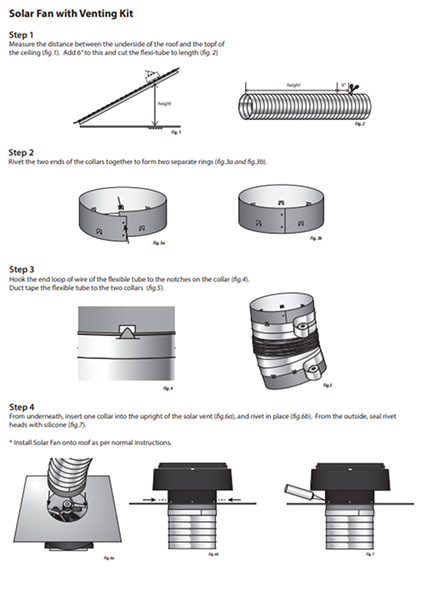 Solar Fan with Venting Kit
Step 1
Measure the distance between the underside of the roof and the top of
the ceiling (fig.1). Add 6" to this and cut the flexi-tube to length (fig. 2)
height
height
6"
fig.1
fig.2
Step 2
Rivet the two ends of the collars together to form two separate rings (fig.3a and fig.3b).
fig.3a
fig.3b
Step 3
Hook the end loop of wire of the flexible tube to the notches on the collar (fig.4).
Duct tape the flexible tube to the two collars (fig.5).
fig.4
fig.5
Step 4
From underneath, insert one collar into the upright of the solar vent (fig.6a), and rivet in place (fig.6b). From the outside, seal rivet
heads with silicone (fig.7).
* Install Solar Fan onto roof as per normal instructions.
fig.6a
fig.6b
fig.7